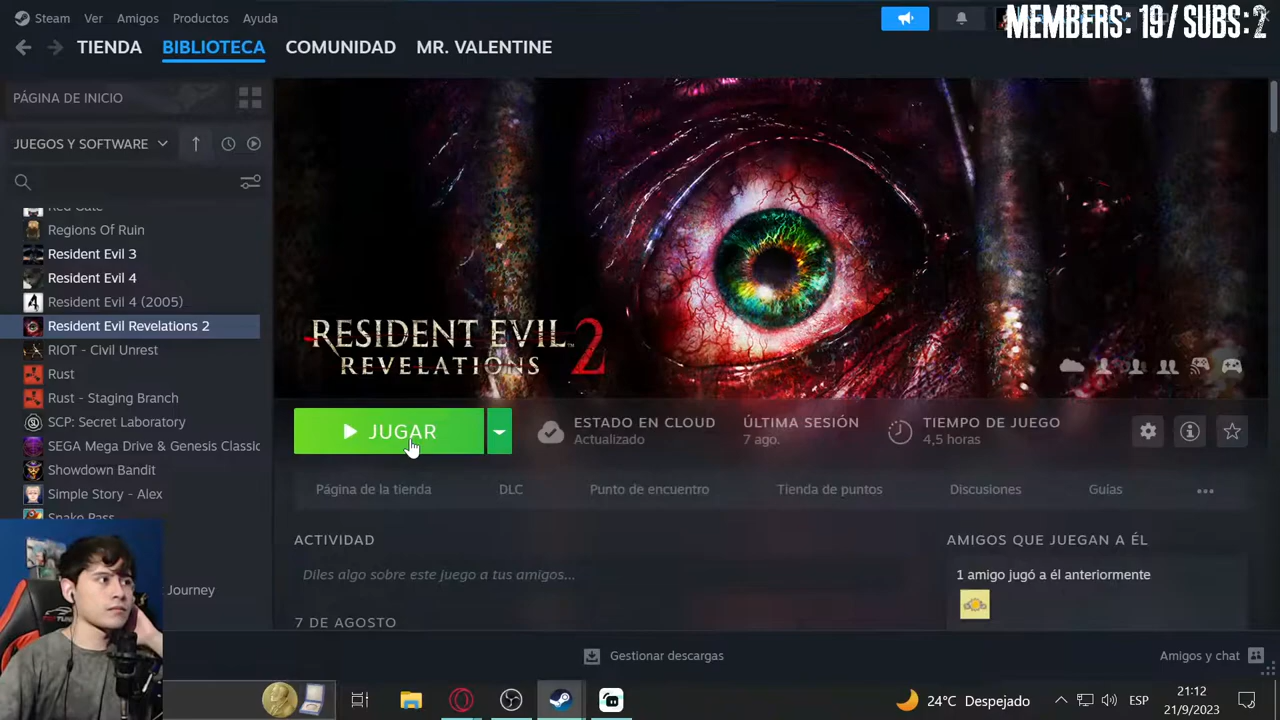 Steam Ver Amigos Productos Ayuda
MEMBERS: 19/ SUBS: 2
TIENDA BIBLIOTECA COMUNIDAD MR. VALENTINE
PÁGINA DE INICIO
JUEGOS Y SOFTWARE
Red Gate
Regions Of Ruin
Resident Evil 3
Resident Evil 4
Resident Evil 4 (2005)
Resident Evil Revelations 2
RIOT - Civil Unrest
Rust
Rust - Staging Branch
SCP: Secret Laboratory
SEGA Mega Drive & Genesis Classic
Showdown Bandit
Simple Story - Alex
Snake Pass
Journey
RESIDENT EVIL 2
REVELATIONS
JUGAR
ESTADO EN CLOUD
Actualizado
ÚLTIMA SESIÓN
7 ago.
TIEMPO DE JUEGO
4,5 horas
Página de la tienda DLC Punto de encuentro Tienda de puntos Discusiones Guías
ACTIVIDAD
Diles algo sobre este juego a tus amigos...
7 DE AGOSTO
AMIGOS QUE JUEGAN A ÉL
1 amigo jugó a él anteriormente
Gestionar descargas
Amigos y chat
24°C Despejado
ESP
21:12
21/9/2023